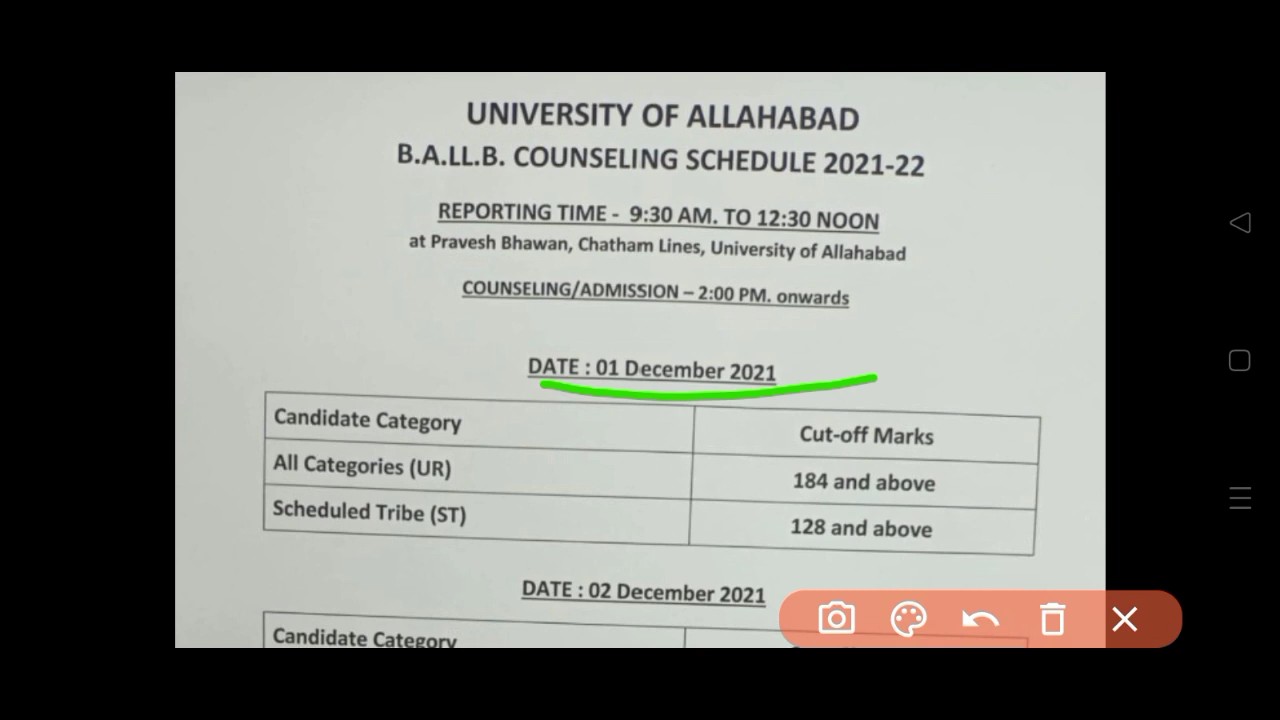 UNIVERSITY OF ALLAHABAD
B.A.LL.B. COUNSELING SCHEDULE 2021-22
REPORTING TIME - 9:30 AM. TO 12:30 NOON
at Pravesh Bhawan, Chatham Lines, University of Allahabad
COUNSELING/ADMISSION – 2:00 PM. onwards
DATE : 01 December 2021
Candidate Category Cut-off Marks
All Categories (UR) 184 and above
Scheduled Tribe (ST) 128 and above
DATE : 02 December 2021
Candidate Category